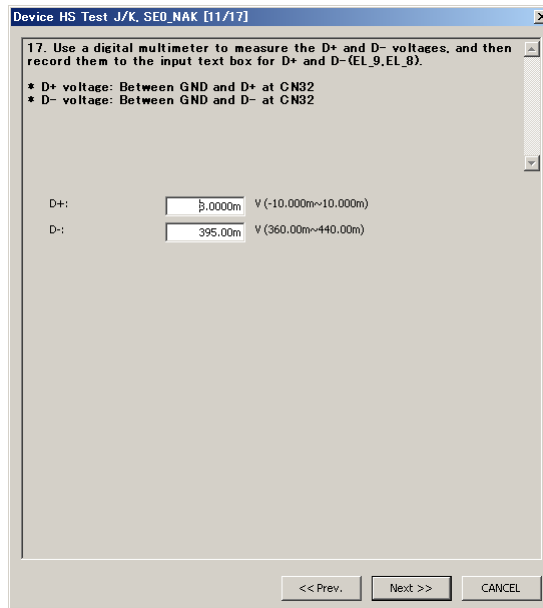 Device HS Test J/K, SE0_NAK [11/17]
17. Use a digital multimeter to measure the D+ and D- voltages, and then
record them to the input text box for D+ and D-(EL_9,EL_8).
* D+ voltage: Between GND and D+ at CN32
* D- voltage: Between GND and D- at CN32
D+: 3.0000m V (-10.000m~10.000m)
D-: 395.00m V (360.00m~440.00m)
<< Prev. Next >> CANCEL